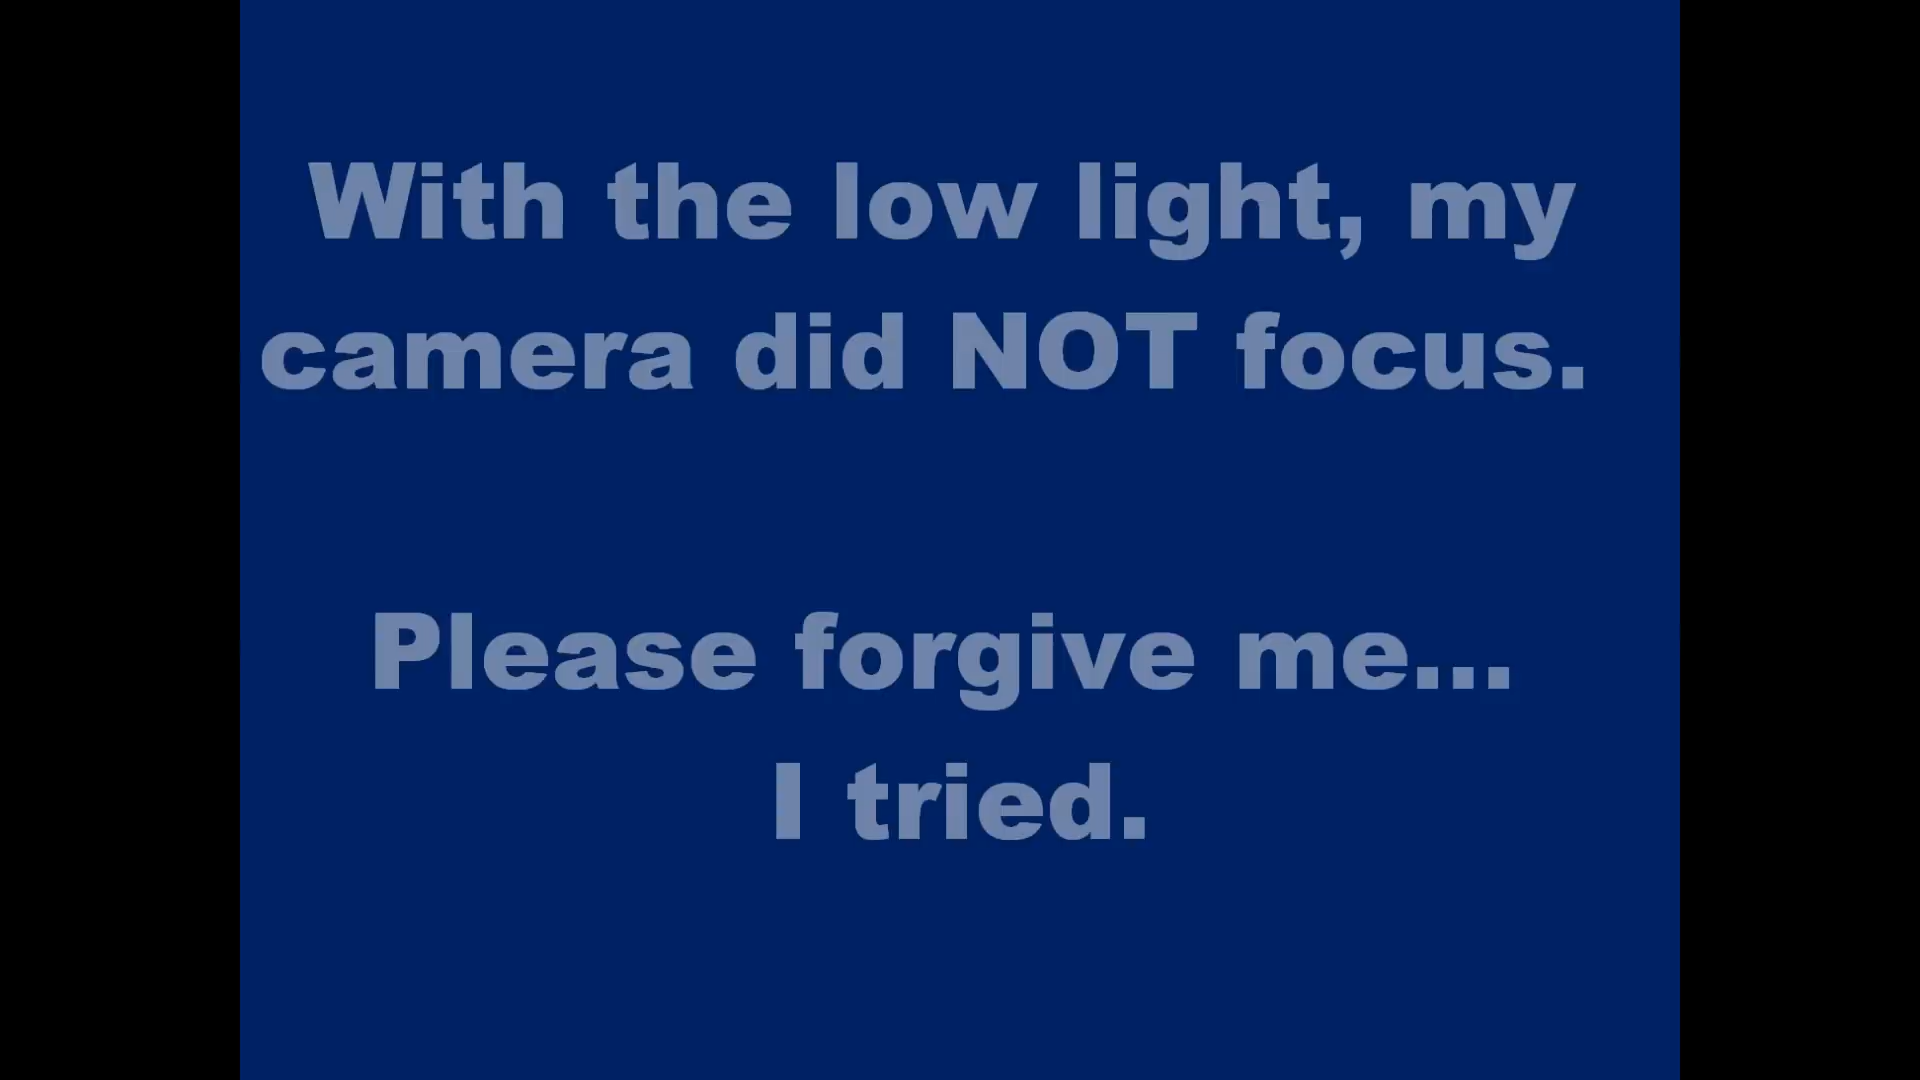 With the low light, my
camera did NOT focus.
Please forgive me...
I tried.